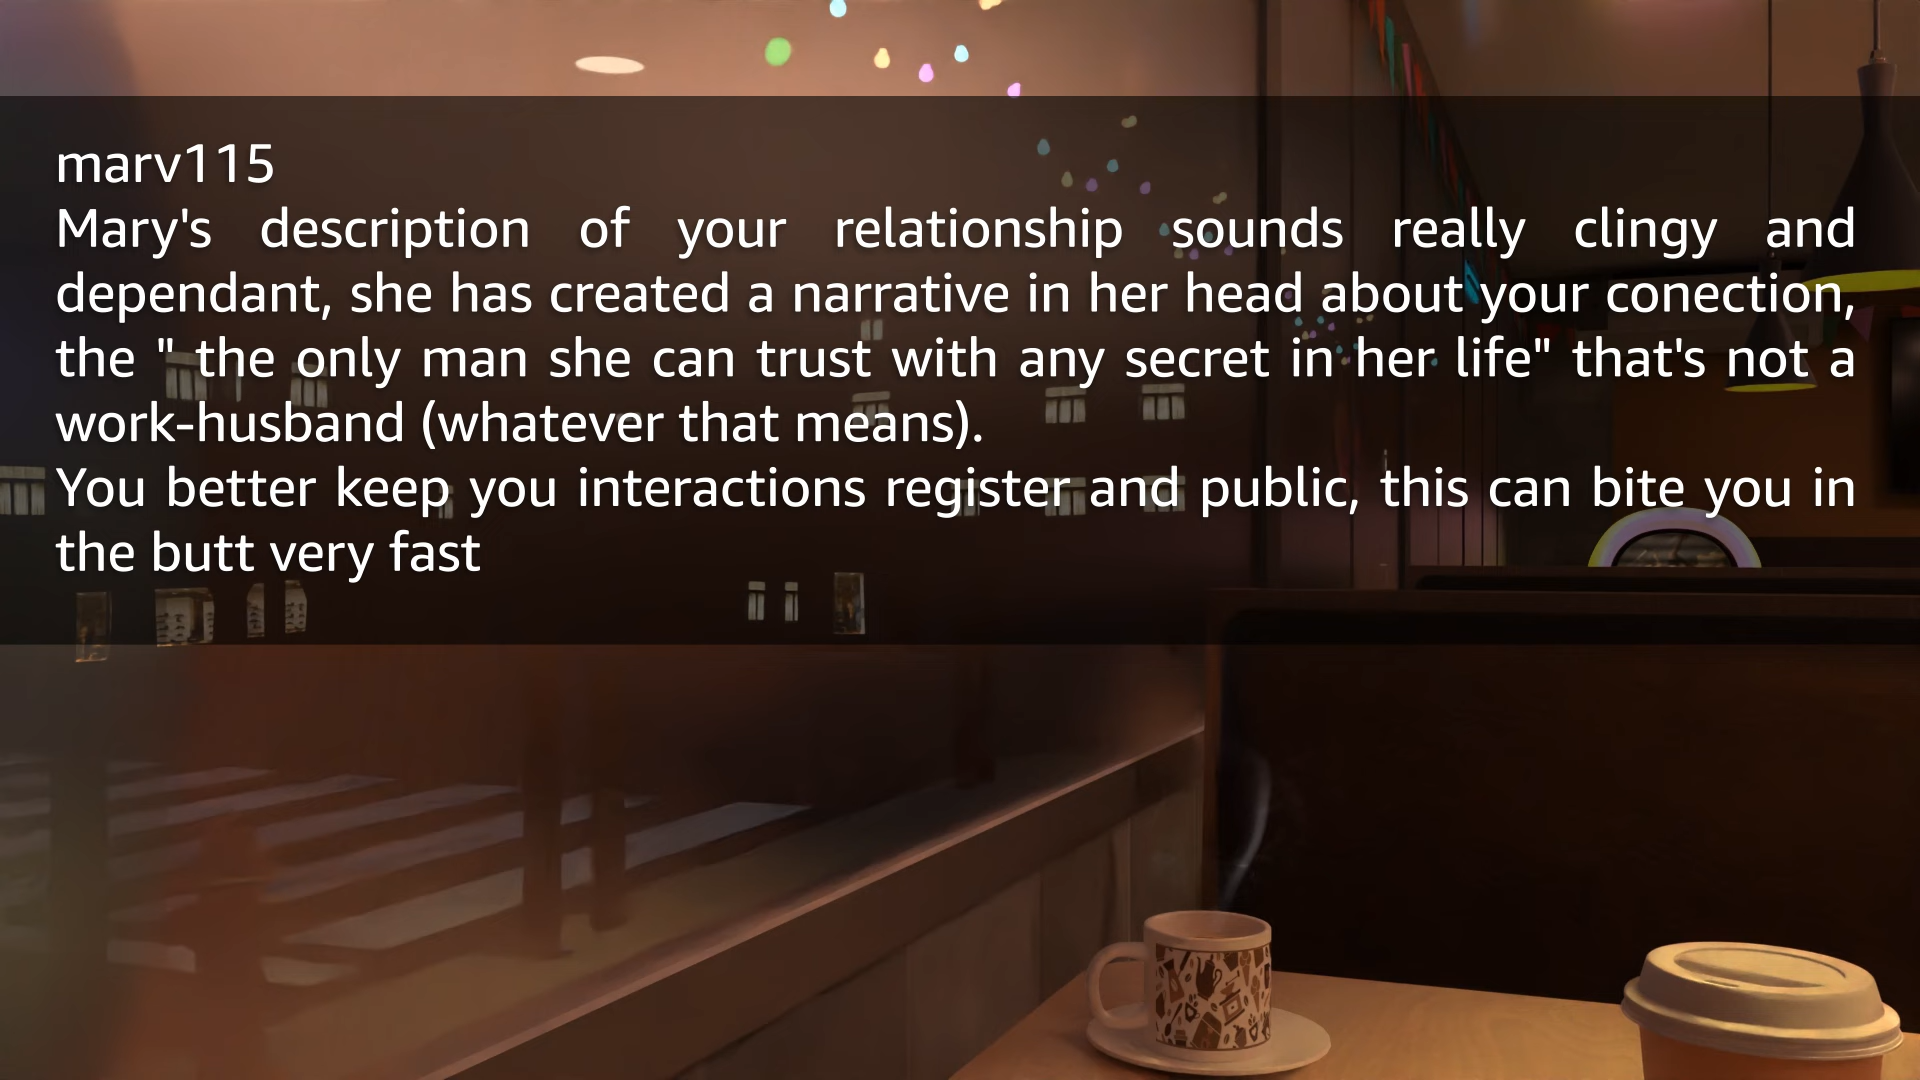 marv115
Mary's description of your relationship sounds really clingy and
dependant, she has created a narrative in her head about your conection,
the " the only man she can trust with any secret in her life" that's not a
work-husband (whatever that means).
You better keep you interactions register and public, this can bite you in
the butt very fast